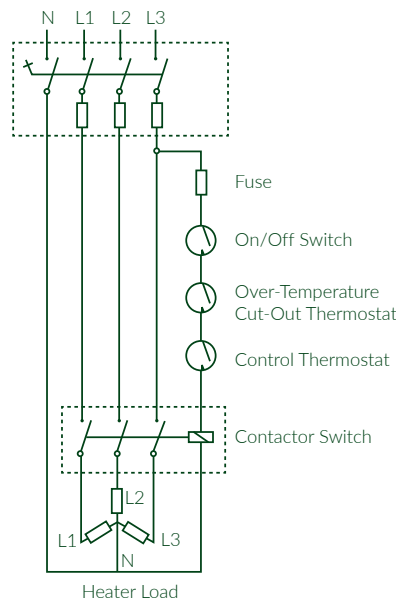 N L1 L2 L3
Fuse
On/Off Switch
Over-Temperature
Cut-Out Thermostat
Control Thermostat
Contactor Switch
L2
L1
L3
N
Heater Load